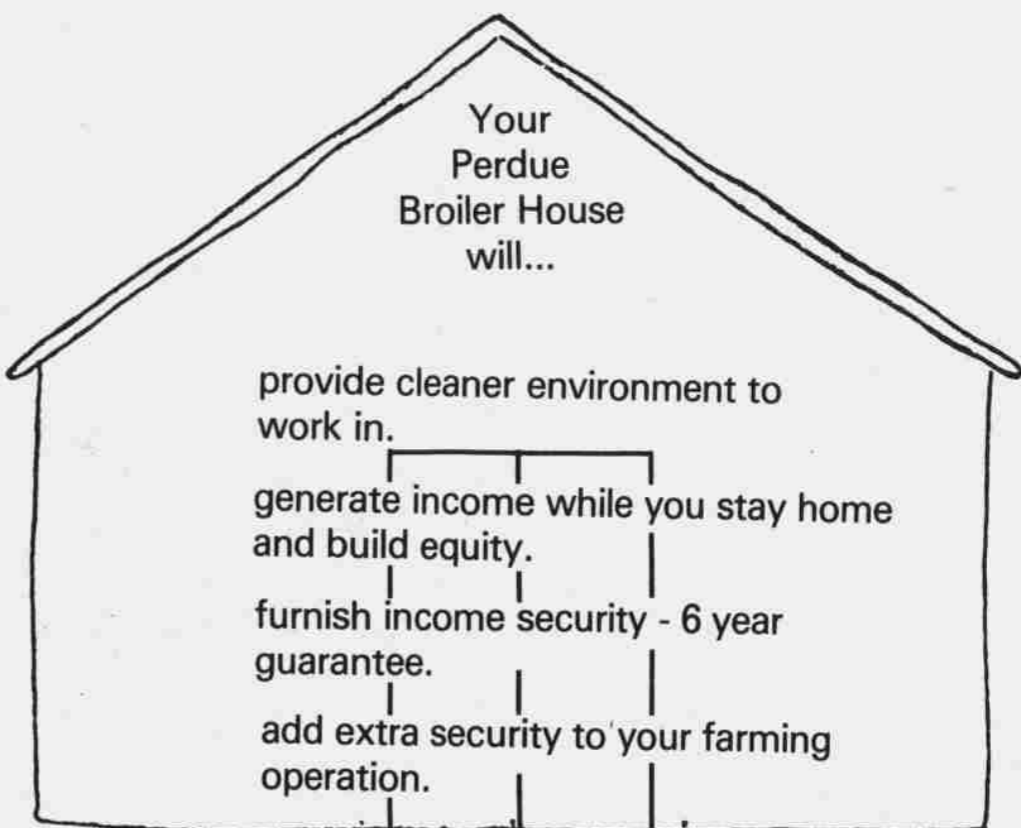 Your
Perdue
Broiler House
will...
provide cleaner environment to
work in.
generate income while you stay home
and build equity.
furnish income security - 6 year
guarantee.
add extra security to your farming
operation.